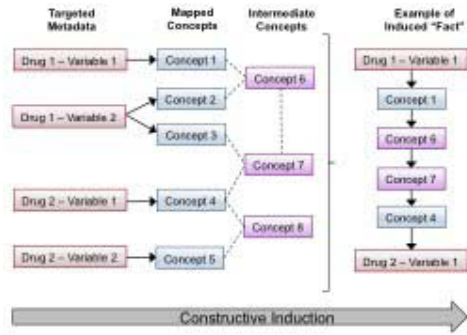 Targeted
Metadata
Mapped
Concepts
Intermediate
Concepts
Example of
Induced "Fact"
Drug 1 – Variable 1
Concept 1
Concept 6
Drug 1 – Variable 1
Concept 2
Concept 1
Drug 1 – Variable 2
Concept 3
Concept 6
Concept 7
Concept 7
Drug 2 – Variable 1
Concept 4
Concept 4
Concept 8
Drug 2 – Variable 2
Concept 5
Drug 2 – Variable 1
Constructive Induction